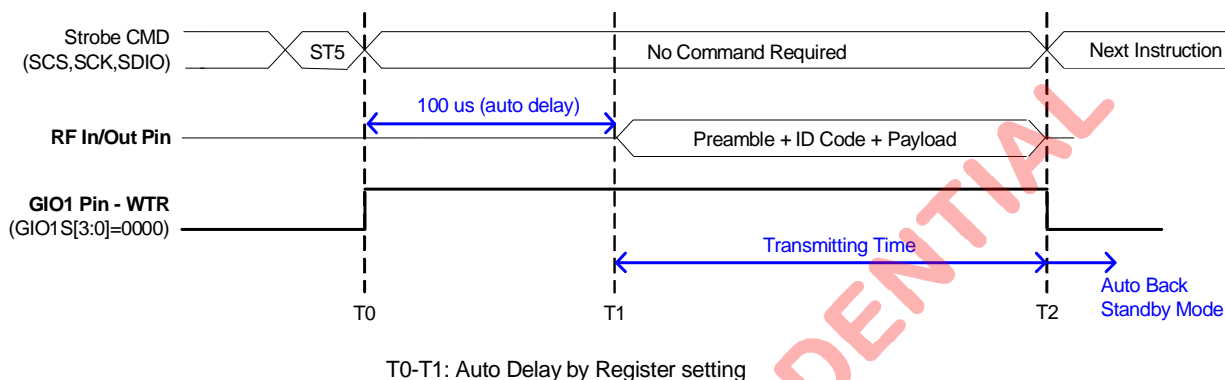 Strobe CMD
(SCS,SCK,SDIO)
ST5
No Command Required
Next Instruction
100 us (auto delay)
RF In/Out Pin
Preamble + ID Code + Payload
GIO1 Pin - WTR
(GIO1S[3:0]=0000)
Transmitting Time
Auto Back
Standby Mode
T0
T1
T2
T0-T1: Auto Delay by Register setting
DENTIAL